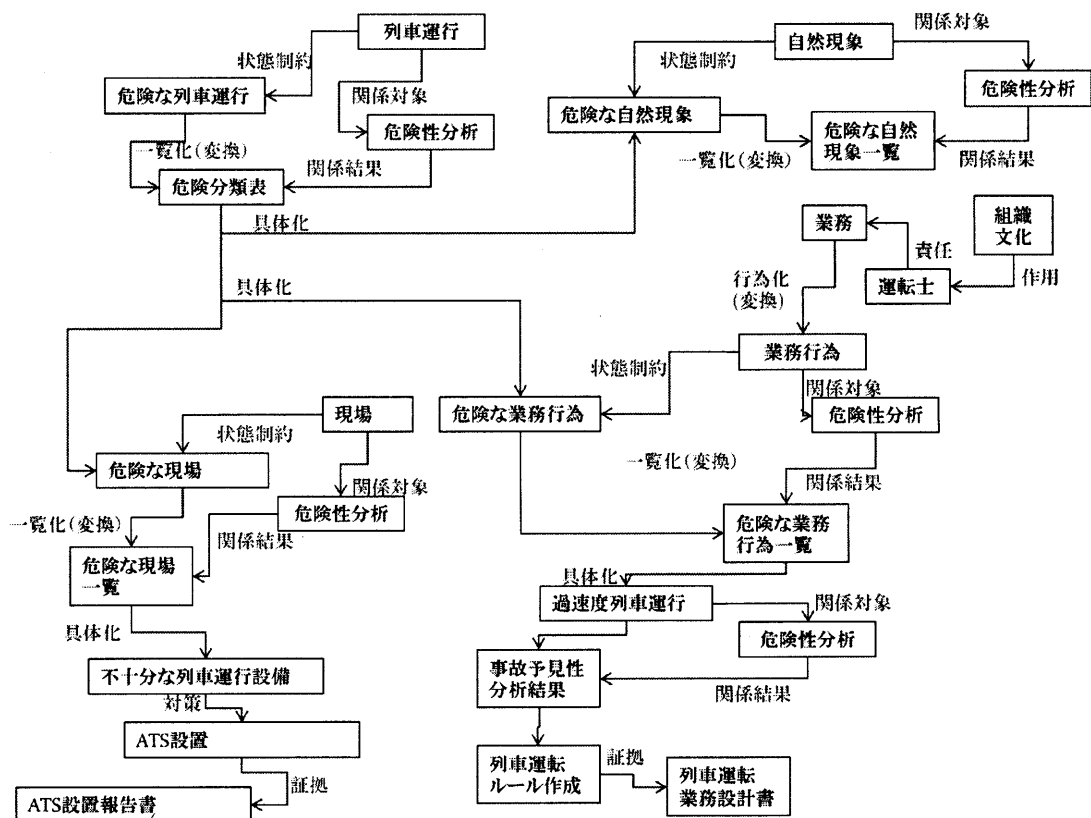 列車運行
状態制約
危険な列車運行
関係対象
危険性分析
一覧化(変換)
関係結果
危険分類表
自然現象
関係対象
状態制約
危険性分析
危険な自然現象
危険な自然
現象一覧
一覧化(変換)
関係結果
具体化
業務
組織
文化
責任
運転士
作用
行為化
(変換)
具体化
業務行為
状態制約
関係対象
危険な業務行為
危険性分析
現場
状態制約
一覧化(変換)
危険な現場
関係対象
関係結果
危険性分析
一覧化(変換)
関係結果
危険な業務
行為一覧
危険な現場
一覧
具体化
過速度列車運行
関係対象
具体化
危険性分析
事故予見性
分析結果
関係結果
不十分な列車運行設備
対策
ATS設置
列車運転
ルール作成
証拠
列車運転
業務設計書
証拠
ATS設置報告書